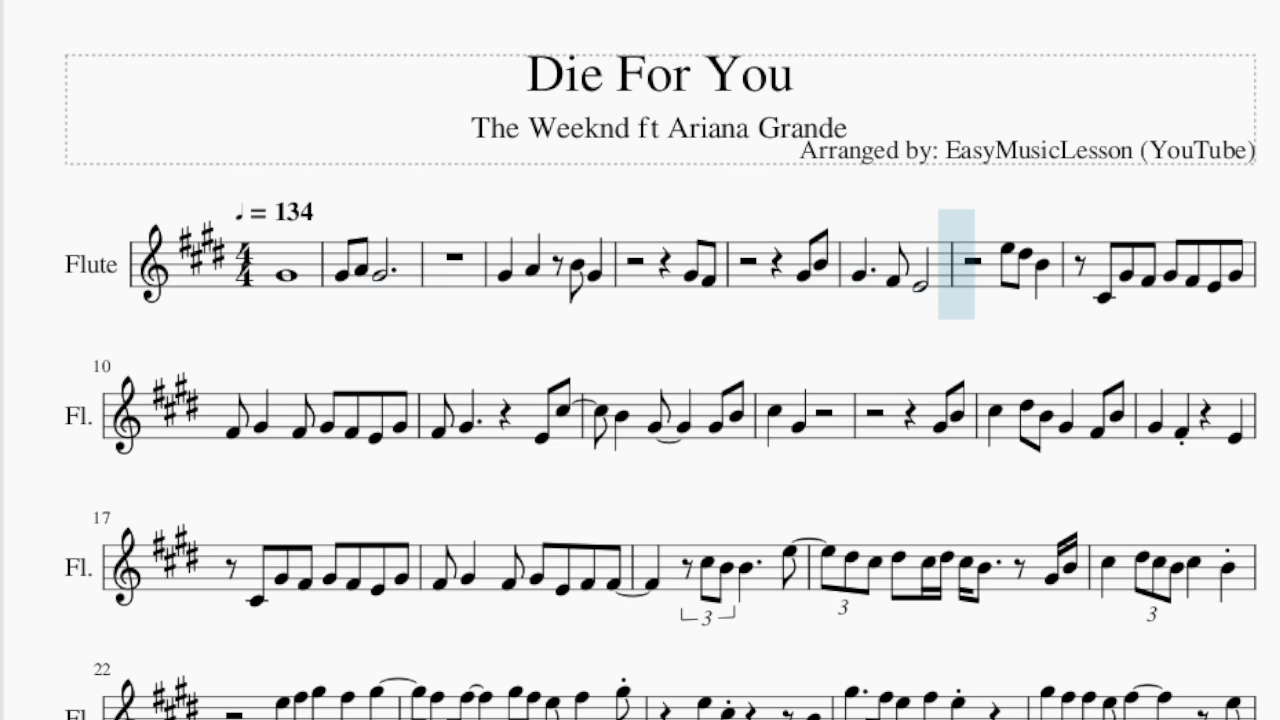 Die For You
The Weeknd ft Ariana Grande
Arranged by: EasyMusicLesson (YouTube)
= 134
Flute
4
4
10
Fl.
17
Fl.
3
3
3
22
Fl.